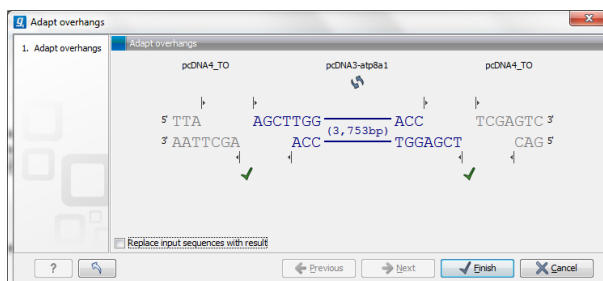 Adapt overhangs
1. Adapt overhangs
Adapt overhangs
pcDNA4_TO pcDNA3-atp8a1 pcDNA4_TO
5' TTA AGCTTGG ACC TCGAGTC 3'
(3,753bp)
3' AATTCGA ACC TGGAGCT CAG 5'
Replace input sequences with result
? Previous Next Finish Cancel